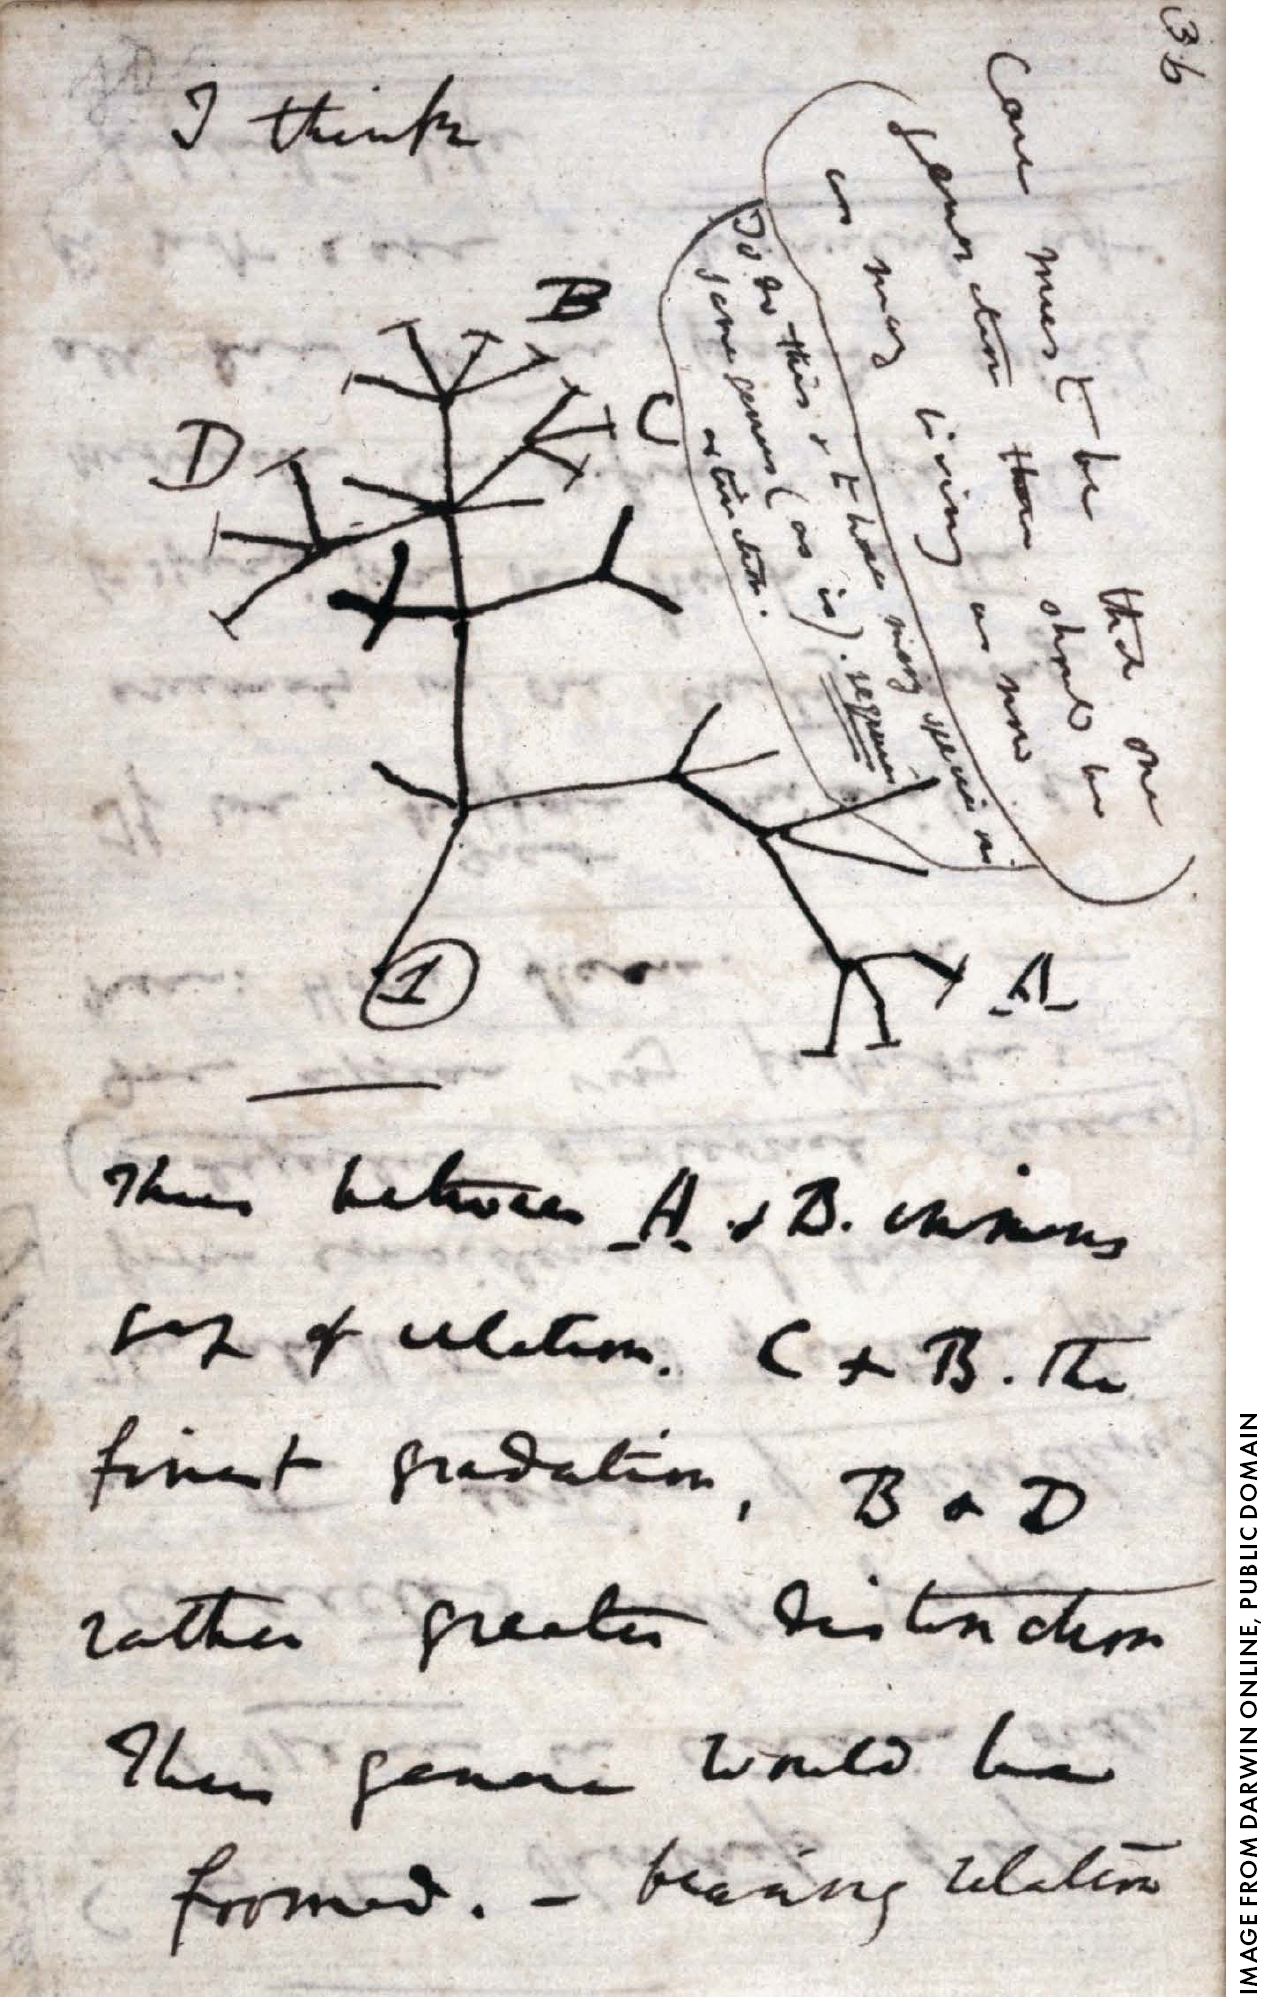 36
I think
Case must be that one
generation then should be
as many living as now
To do this & to have many species in
same genus (as is). requires
extinction.
B
C
D
A
1
Thus between A & B. immens
gap of relation. C & B. The
finest gradation, B & D
rather greater distinction
Thus genera would be
formed. — bearing relation
IMAGE FROM DARWIN ONLINE, PUBLIC DOMAIN